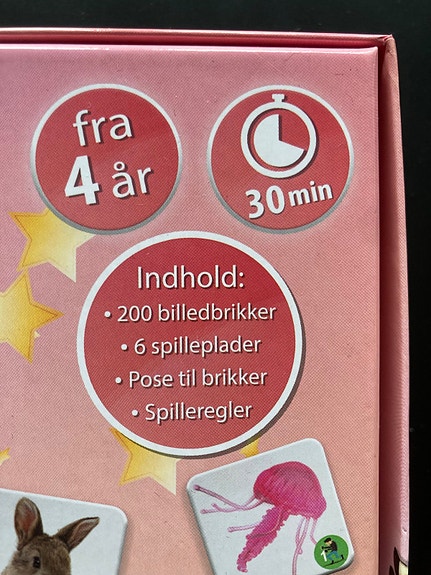 fra
4 år
30 min
Indhold:
• 200 billedbrikker
• 6 spilleplader
• Pose til brikker
• Spilleregler